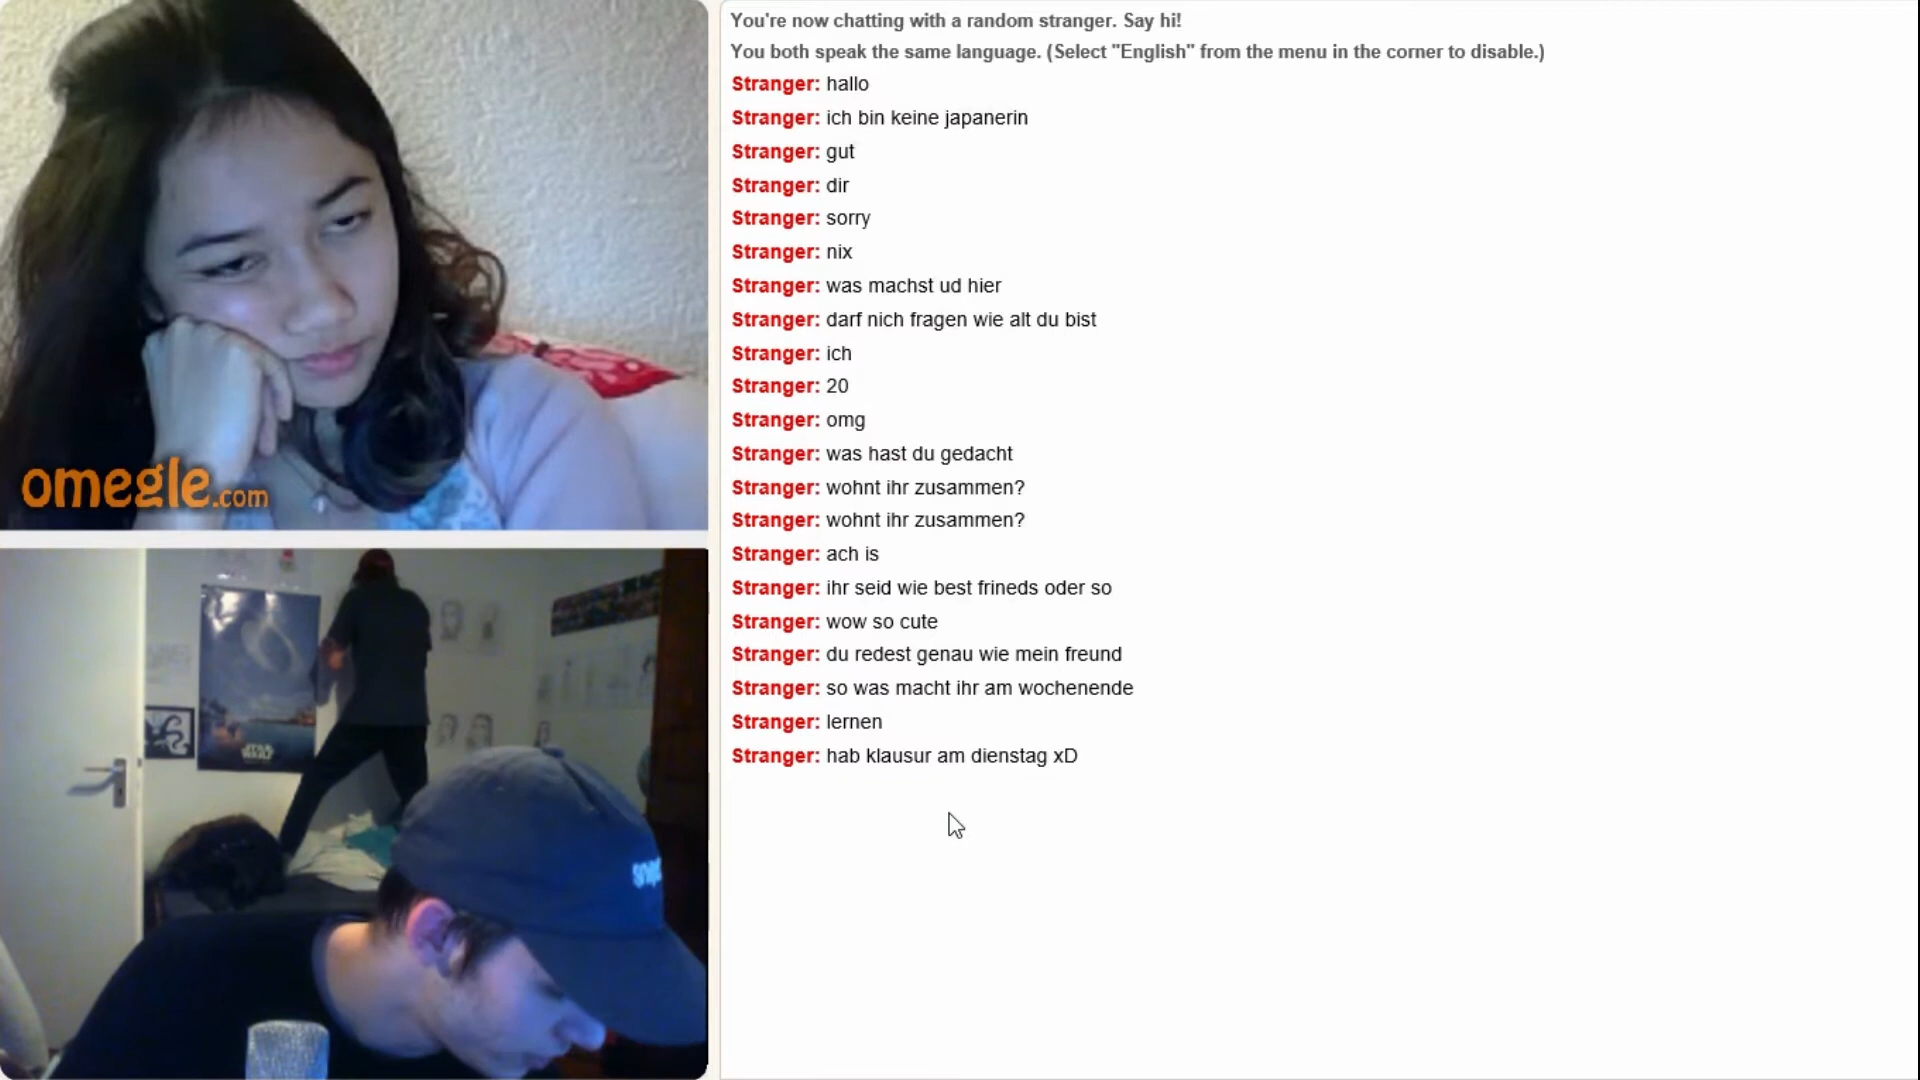 You're now chatting with a random stranger. Say hi!
You both speak the same language. (Select "English" from the menu in the corner to disable.)
Stranger: hallo
Stranger: ich bin keine japanerin
Stranger: gut
Stranger: dir
Stranger: sorry
Stranger: nix
Stranger: was machst ud hier
Stranger: darf nich fragen wie alt du bist
Stranger: ich
Stranger: 20
Stranger: omg
Stranger: was hast du gedacht
Stranger: wohnt ihr zusammen?
Stranger: wohnt ihr zusammen?
Stranger: ach is
Stranger: ihr seid wie best frineds oder so
Stranger: wow so cute
Stranger: du redest genau wie mein freund
Stranger: so was macht ihr am wochenende
Stranger: lernen
Stranger: hab klausur am dienstag xD
omegle.com
STAR
WARS